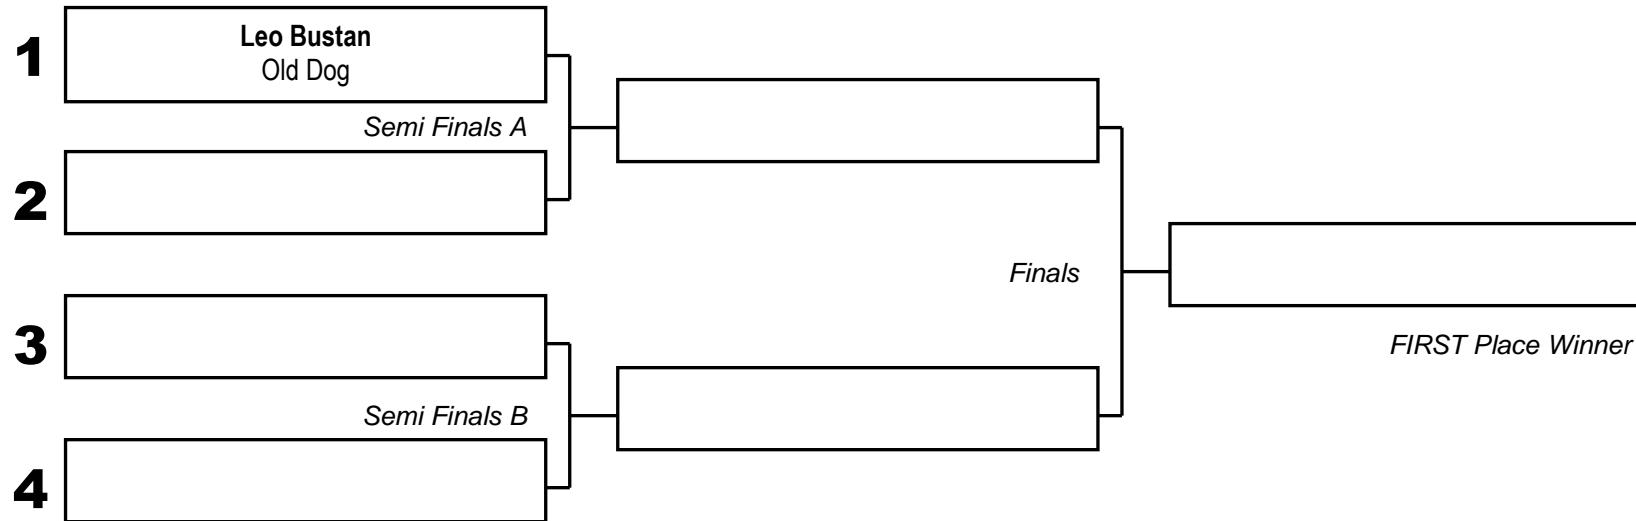 1
Leo Bustan
Old Dog
Semi Finals A
2
Finals
3
FIRST Place Winner
Semi Finals B
4